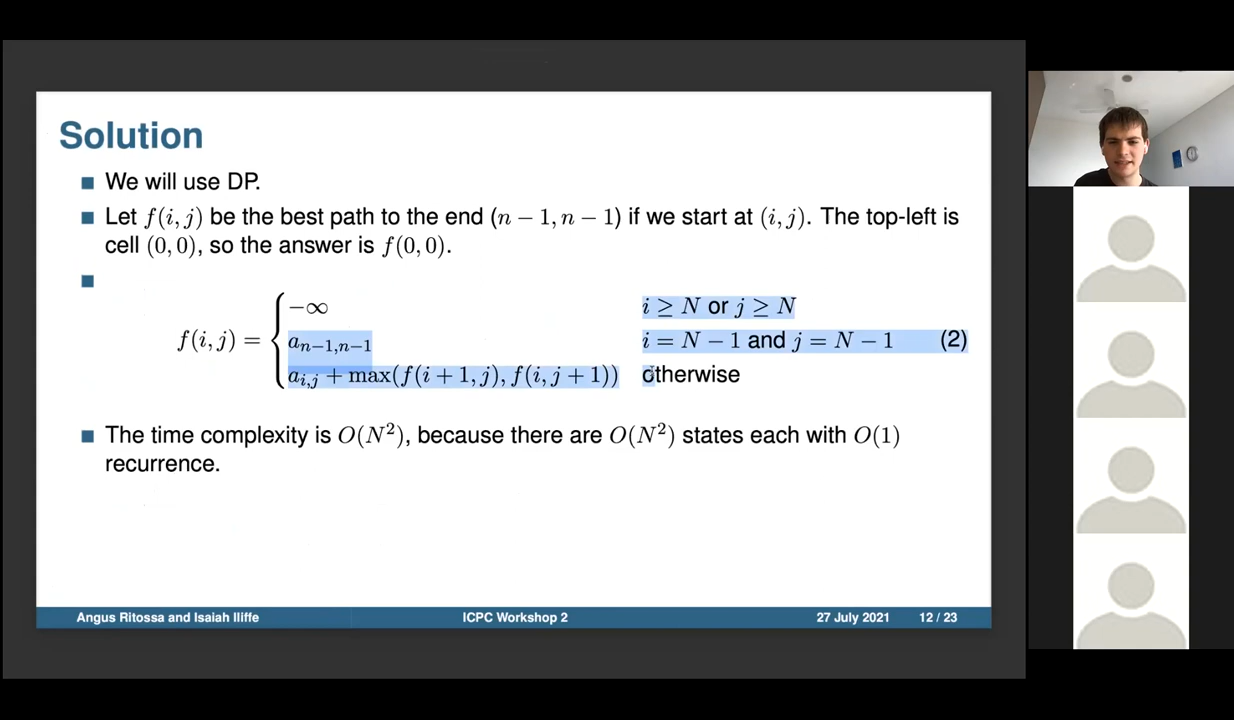 Solution
We will use DP.
Let f(i, j) be the best path to the end (n − 1, n − 1) if we start at (i, j). The top-left is
cell (0, 0), so the answer is f(0, 0).
−∞ i ≥ N or j ≥ N
f(i, j) = { a_{n−1,n−1} i = N − 1 and j = N − 1 (2)
a_{i,j} + max(f(i + 1, j), f(i, j + 1)) otherwise
The time complexity is O(N²), because there are O(N²) states each with O(1)
recurrence.
Angus Ritossa and Isaiah Iliffe ICPC Workshop 2 27 July 2021 12 / 23